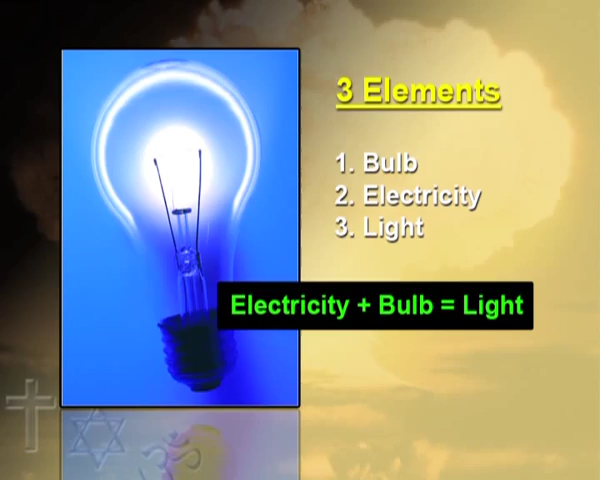 3 Elements
1. Bulb
2. Electricity
3. Light
Electricity + Bulb = Light